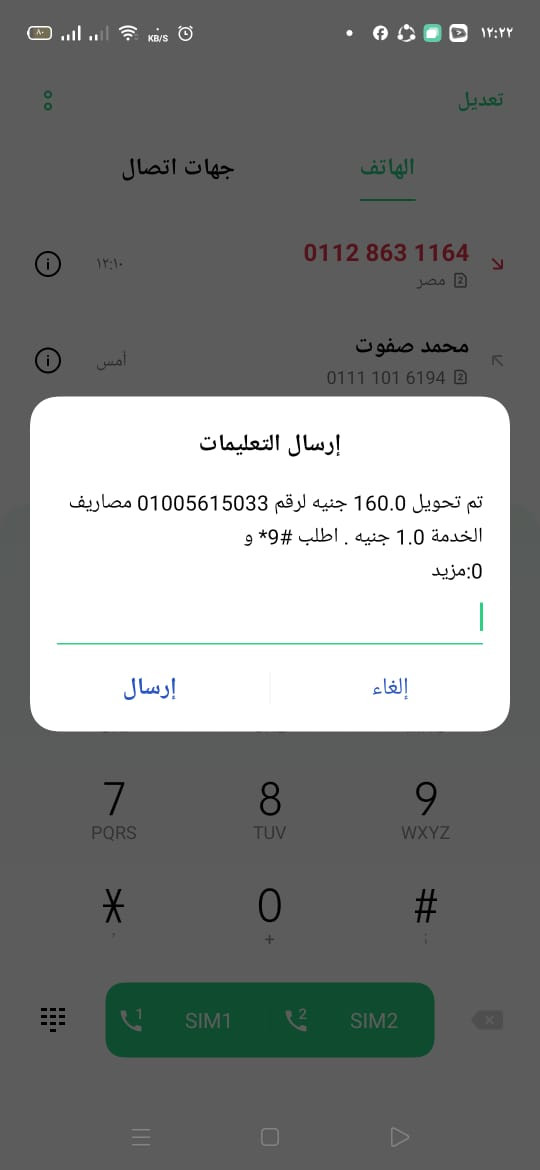 ١٢:٢٢
KB/S
٨٠
تعديل
الهاتف
جهات اتصال
0112 863 1164
١٢:١٠
مصر
2
محمد صفوت
أمس
0111 101 6194
2
إرسال التعليمات
تم تحويل 160.0 جنيه لرقم 01005615033 مصاريف
الخدمة 1.0 جنيه . اطلب #9* و
0:مزيد
إلغاء
إرسال
7 8 9
PQRS TUV WXYZ
* 0 #
, + ;
1 SIM1 2 SIM2